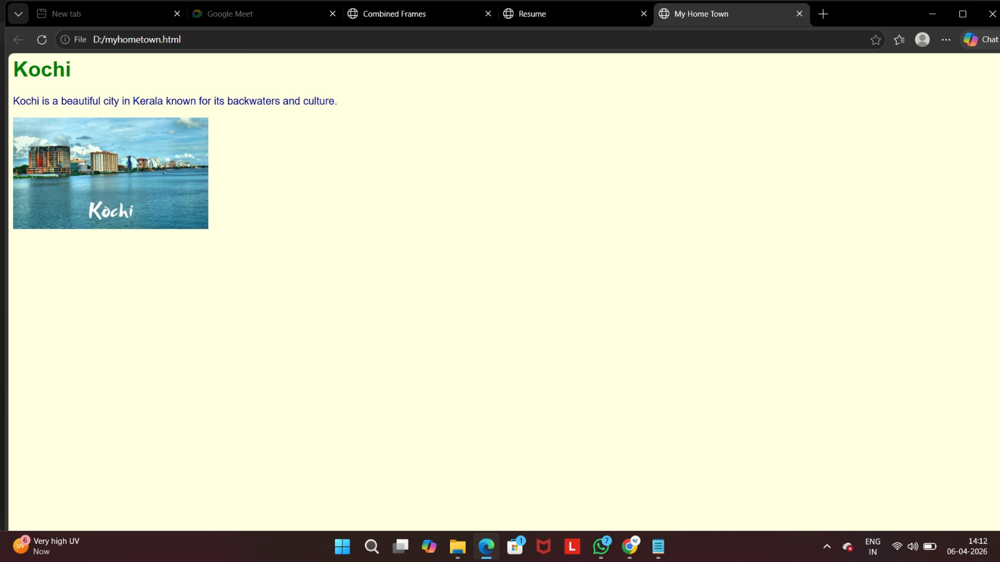 New tab
Google Meet
Combined Frames
Resume
My Home Town
File D:/myhometown.html
Chat
Kochi
Kochi is a beautiful city in Kerala known for its backwaters and culture.
Kochi
6
UV
Very high UV
Now
1
L
7
ENG
IN
14:12
06-04-2026